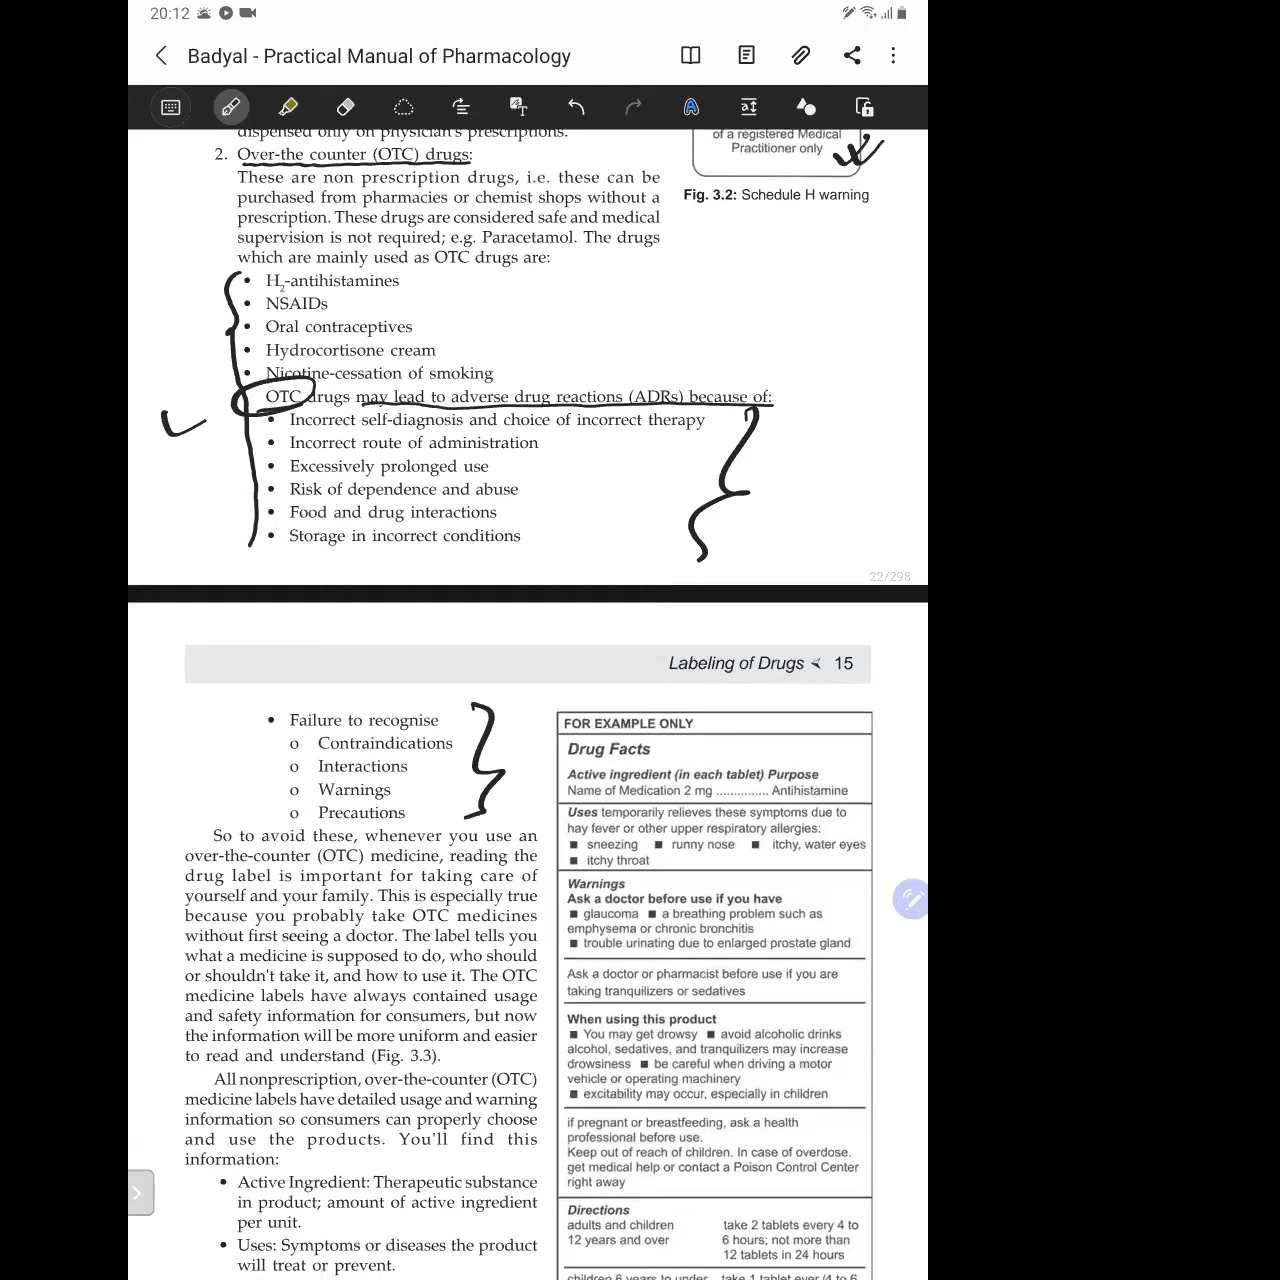 20:12
Badyal - Practical Manual of Pharmacology
dispensed only on physician's prescriptions.
2. Over-the counter (OTC) drugs:
These are non prescription drugs, i.e. these can be
purchased from pharmacies or chemist shops without a
prescription. These drugs are considered safe and medical
supervision is not required; e.g. Paracetamol. The drugs
which are mainly used as OTC drugs are:
• H2-antihistamines
• NSAIDs
• Oral contraceptives
• Hydrocortisone cream
• Nicotine-cessation of smoking
OTC drugs may lead to adverse drug reactions (ADRs) because of:
• Incorrect self-diagnosis and choice of incorrect therapy
• Incorrect route of administration
• Excessively prolonged use
• Risk of dependence and abuse
• Food and drug interactions
• Storage in incorrect conditions
of a registered Medical
Practitioner only
Fig. 3.2: Schedule H warning
22/298
Labeling of Drugs 15
• Failure to recognise
o Contraindications
o Interactions
o Warnings
o Precautions
So to avoid these, whenever you use an
over-the-counter (OTC) medicine, reading the
drug label is important for taking care of
yourself and your family. This is especially true
because you probably take OTC medicines
without first seeing a doctor. The label tells you
what a medicine is supposed to do, who should
or shouldn't take it, and how to use it. The OTC
medicine labels have always contained usage
and safety information for consumers, but now
the information will be more uniform and easier
to read and understand (Fig. 3.3).
All nonprescription, over-the-counter (OTC)
medicine labels have detailed usage and warning
information so consumers can properly choose
and use the products. You'll find this
information:
• Active Ingredient: Therapeutic substance
in product; amount of active ingredient
per unit.
• Uses: Symptoms or diseases the product
will treat or prevent.
FOR EXAMPLE ONLY
Drug Facts
Active ingredient (in each tablet) Purpose
Name of Medication 2 mg ............... Antihistamine
Uses temporarily relieves these symptoms due to
hay fever or other upper respiratory allergies:
■ sneezing ■ runny nose ■ itchy, water eyes
■ itchy throat
Warnings
Ask a doctor before use if you have
■ glaucoma ■ a breathing problem such as
emphysema or chronic bronchitis
■ trouble urinating due to enlarged prostate gland
Ask a doctor or pharmacist before use if you are
taking tranquilizers or sedatives
When using this product
■ You may get drowsy ■ avoid alcoholic drinks
alcohol, sedatives, and tranquilizers may increase
drowsiness ■ be careful when driving a motor
vehicle or operating machinery
■ excitability may occur, especially in children
if pregnant or breastfeeding, ask a health
professional before use.
Keep out of reach of children. In case of overdose.
get medical help or contact a Poison Control Center
right away
Directions
adults and children take 2 tablets every 4 to
12 years and over 6 hours; not more than
12 tablets in 24 hours
children 6 years to under take 1 tablet ever (4 to 6